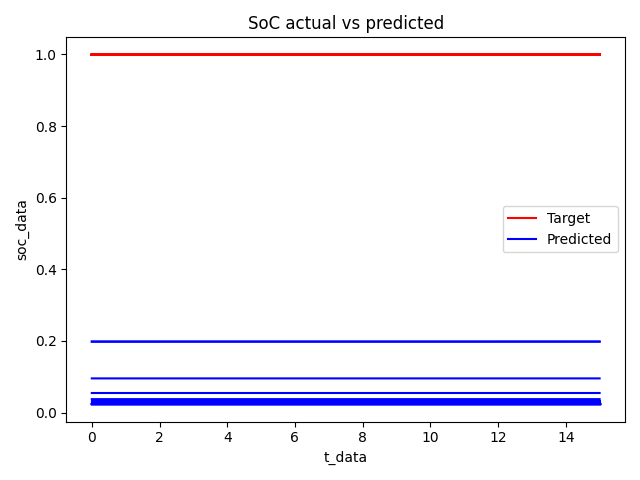 SoC actual vs predicted
1.0
0.8
0.6
0.4
0.2
0.0
soc_data
Target
Predicted
0 2 4 6 8 10 12 14
t_data